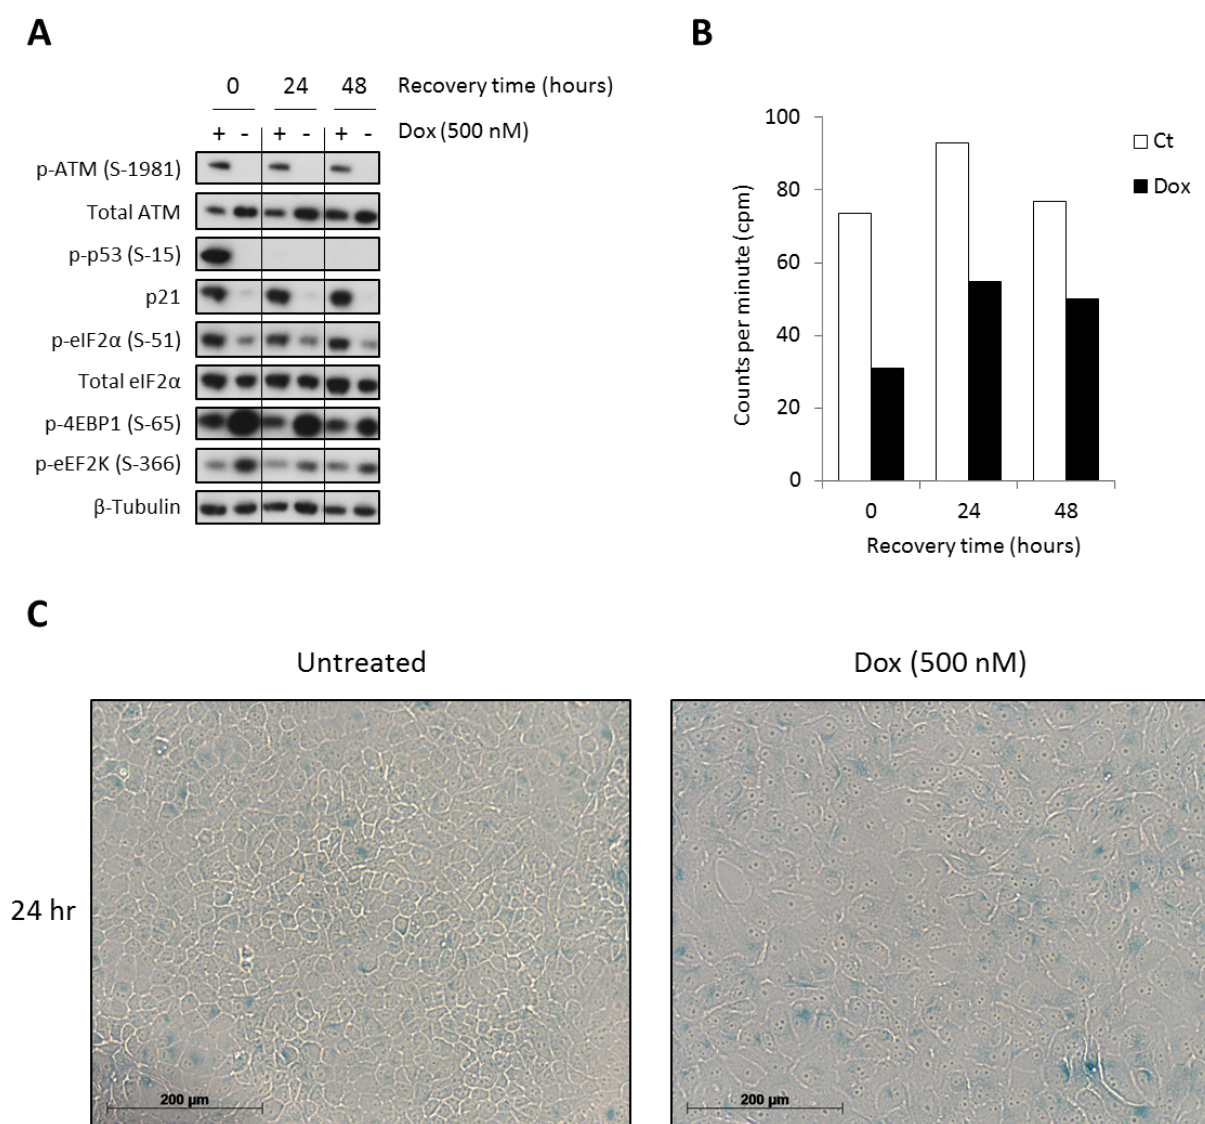 A
0 24 48 Recovery time (hours)
+ - + - + - Dox (500 nM)
p-ATM (S-1981)
Total ATM
p-p53 (S-15)
p21
p-eIF2α (S-51)
Total eIF2α
p-4EBP1 (S-65)
p-eEF2K (S-366)
β-Tubulin
B
Counts per minute (cpm)
100
80
60
40
20
0
0 24 48
Recovery time (hours)
Ct
Dox
C
Untreated Dox (500 nM)
24 hr
200 µm 200 µm